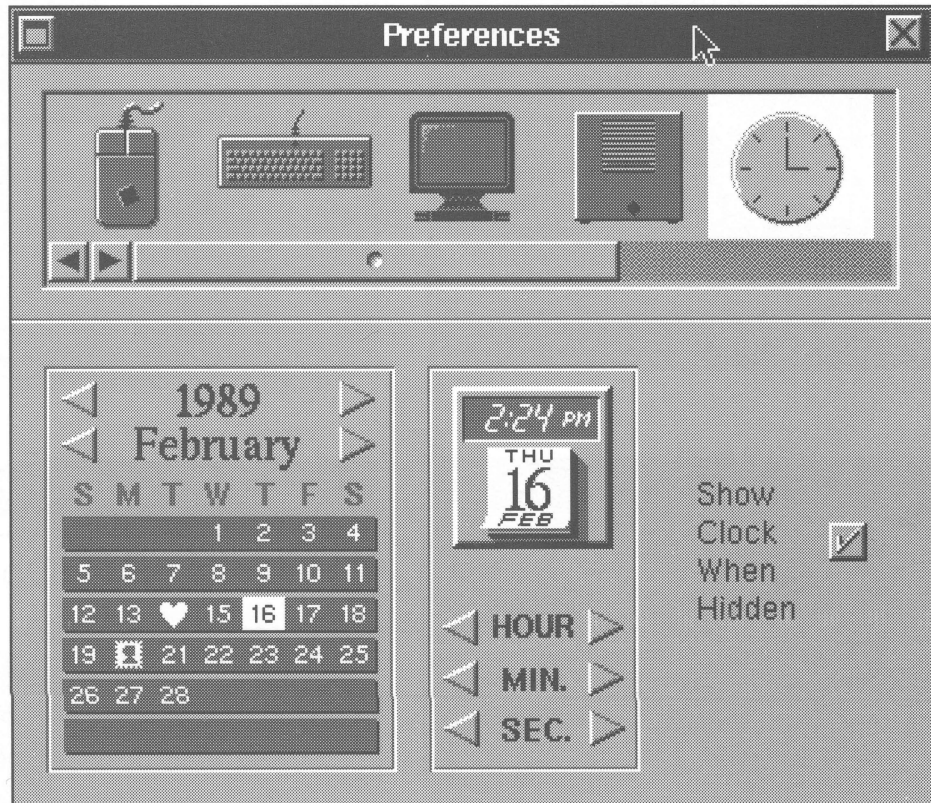 Preferences
1989
February
S M T W T F S
1 2 3 4
5 6 7 8 9 10 11
12 13 15 16 17 18
19 21 22 23 24 25
26 27 28
2:24 PM
THU
16
FEB
HOUR
MIN.
SEC.
Show
Clock
When
Hidden